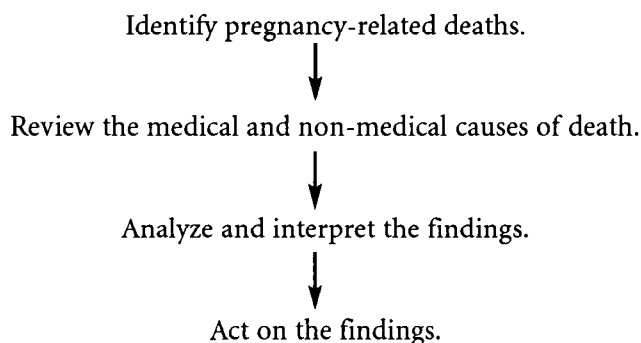 Identify pregnancy-related deaths.
Review the medical and non-medical causes of death.
Analyze and interpret the findings.
Act on the findings.